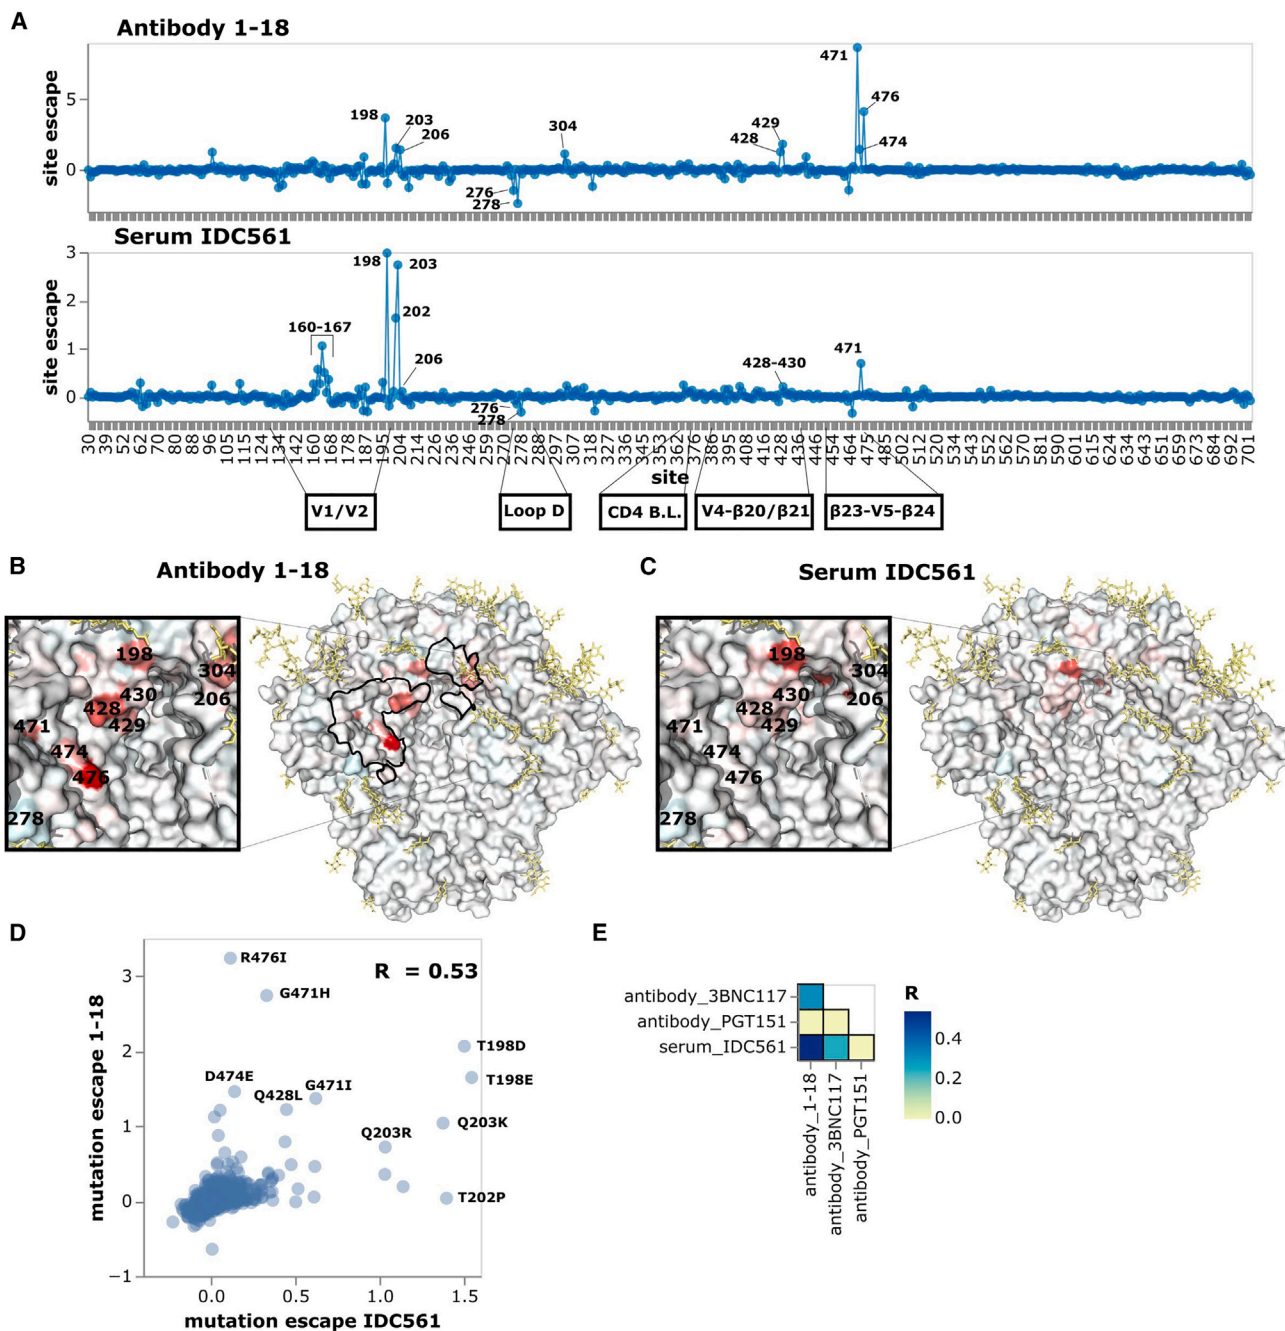 A
Antibody 1-18
site escape
5
0
198
203
206
276
278
304
428
429
471
476
474
Serum IDC561
site escape
3
2
1
0
160-167
198
203
202
206
276
278
428-430
471
30 39 52 62 70 80 88 96 105 115 124 134 142 160 168 178 187 195 204 214 226 236 246 259 270 278 288 297 307 318 327 336 345 353 362 376 386 395 408 416 428 436 446 454 464 475 485 502 512 520 534 543 552 562 570 581 590 601 615 625 634 643 651 659 673 684 692 701
site
V1/V2
Loop D
CD4 B.L.
V4-β20/β21
β23-V5-β24
B
Antibody 1-18
198
304
430
206
428
429
471
474
476
278
C
Serum IDC561
198
304
430
206
428
429
471
474
476
278
D
mutation escape 1-18
3
2
1
0
−1
R = 0.53
R476I
G471H
T198D
T198E
D474E
G471I
Q428L
Q203K
Q203R
T202P
0.0 0.5 1.0 1.5
mutation escape IDC561
E
antibody_3BNC117
antibody_PGT151
serum_IDC561
antibody_1-18
antibody_3BNC117
antibody_PGT151
R
0.4
0.2
0.0